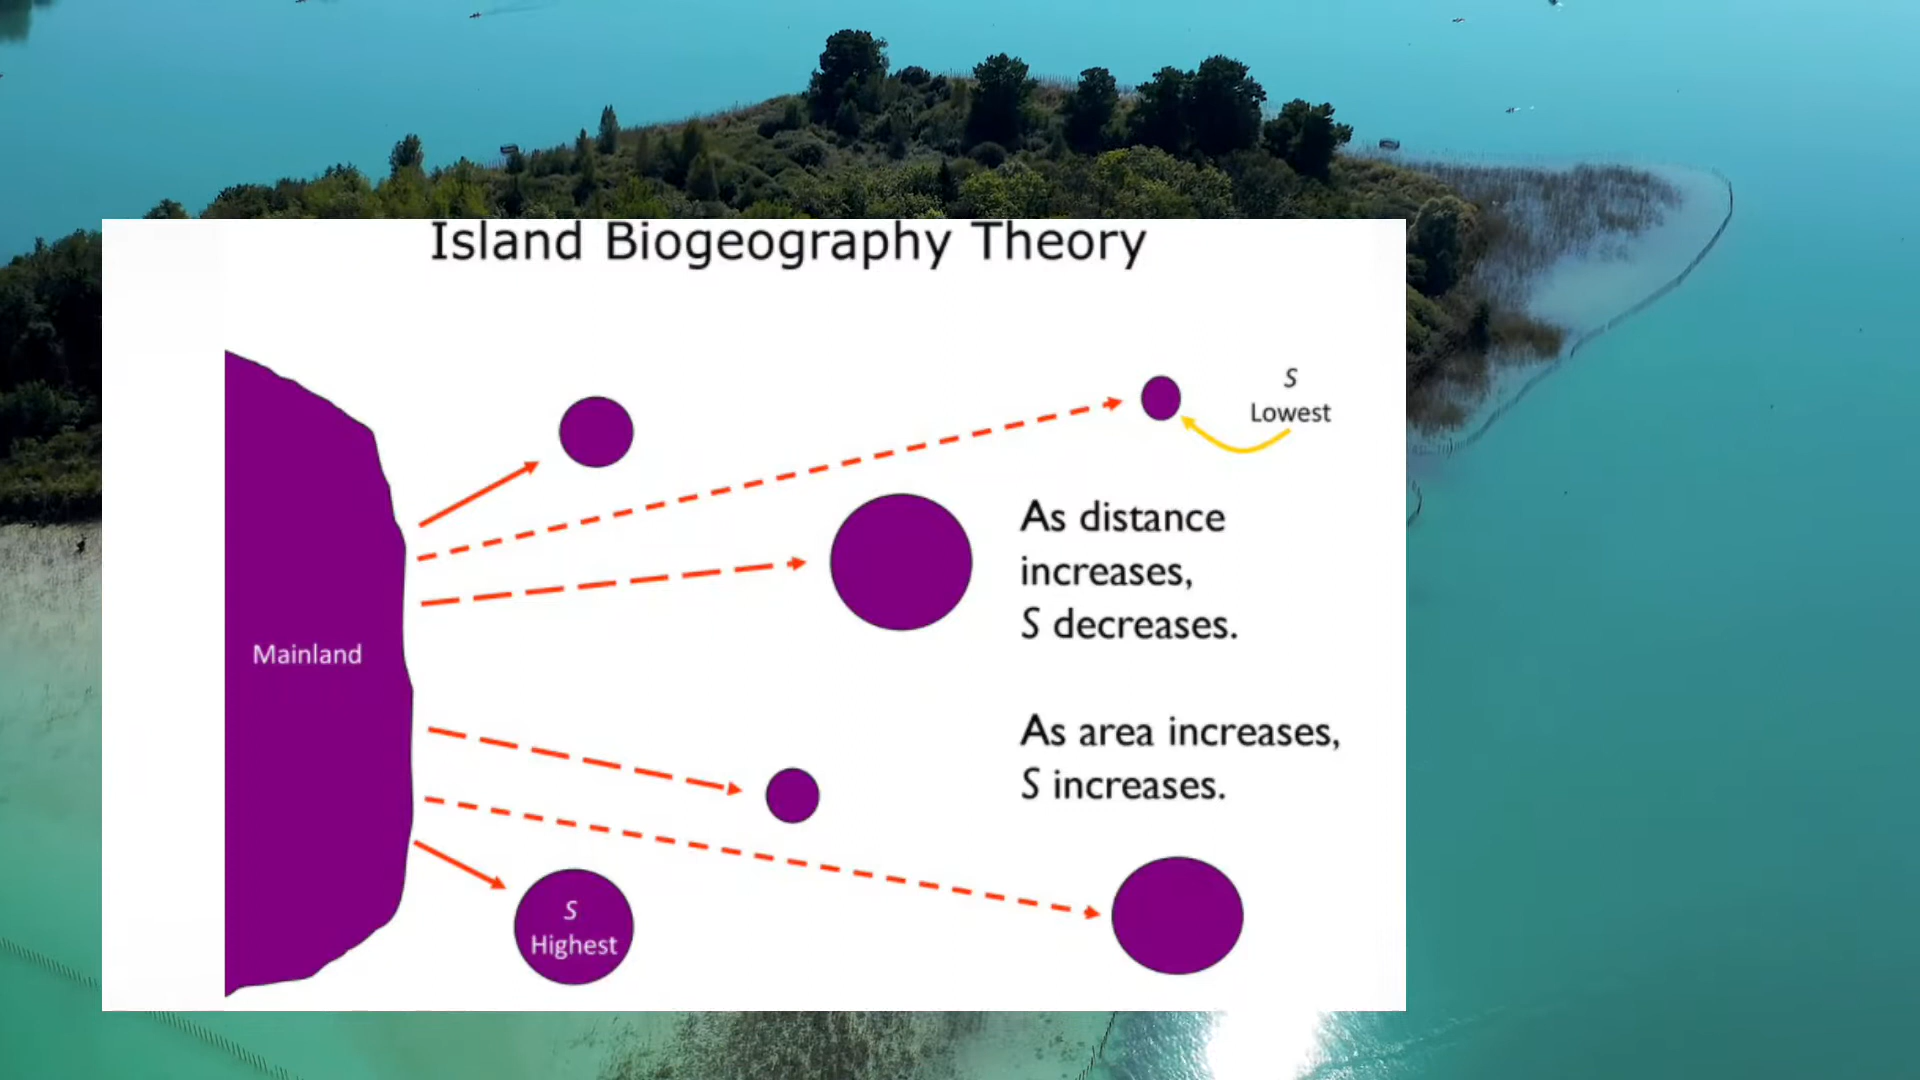 Island Biogeography Theory
S
Lowest
As distance
increases,
S decreases.
Mainland
As area increases,
S increases.
S
Highest